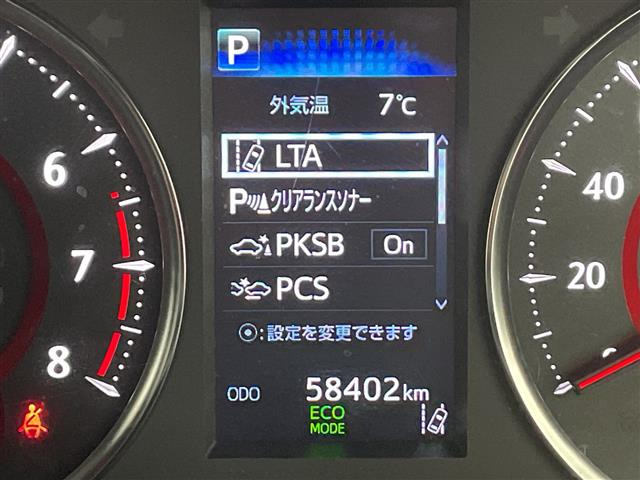 P
外気温 7℃
LTA
Pクリアランスソナー
PKSB On
PCS
:設定を変更できます
ODO 58402km
ECO
MODE
6
7
8
40
20